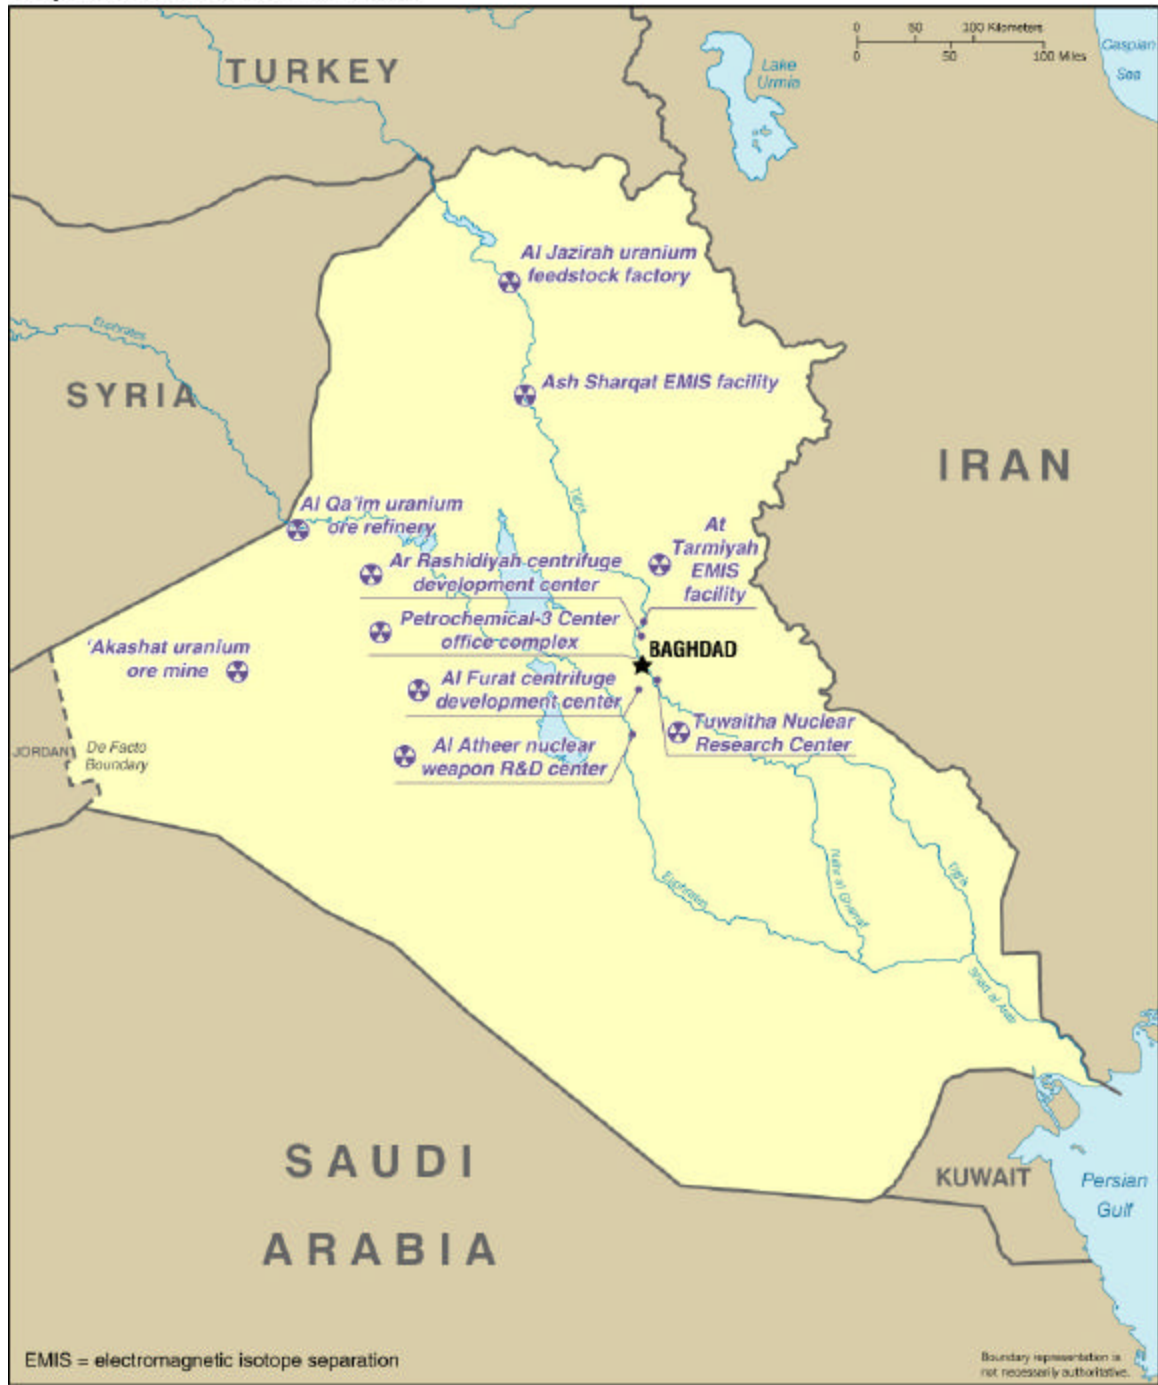 0 50 100 Kilometers
0 50 100 Miles
Caspian
Sea
Lake
Urmia
TURKEY
Al Jazirah uranium
feedstock factory
Euphrates
SYRIA
Ash Sharqat EMIS facility
IRAN
Tigris
Al Qa'im uranium
ore refinery
At
Tarmiyah
EMIS
facility
Ar Rashidiyah centrifuge
development center
Petrochemical-3 Center
office complex
BAGHDAD
'Akashat uranium
ore mine
Al Furat centrifuge
development center
Tuwaitha Nuclear
Research Center
JORDAN
De Facto
Boundary
Al Atheer nuclear
weapon R&D center
Euphrates
Tigris
Shatt al Arab
SAUDI
ARABIA
KUWAIT
Persian
Gulf
EMIS = electromagnetic isotope separation
Boundary representation is
not necessarily authoritative.